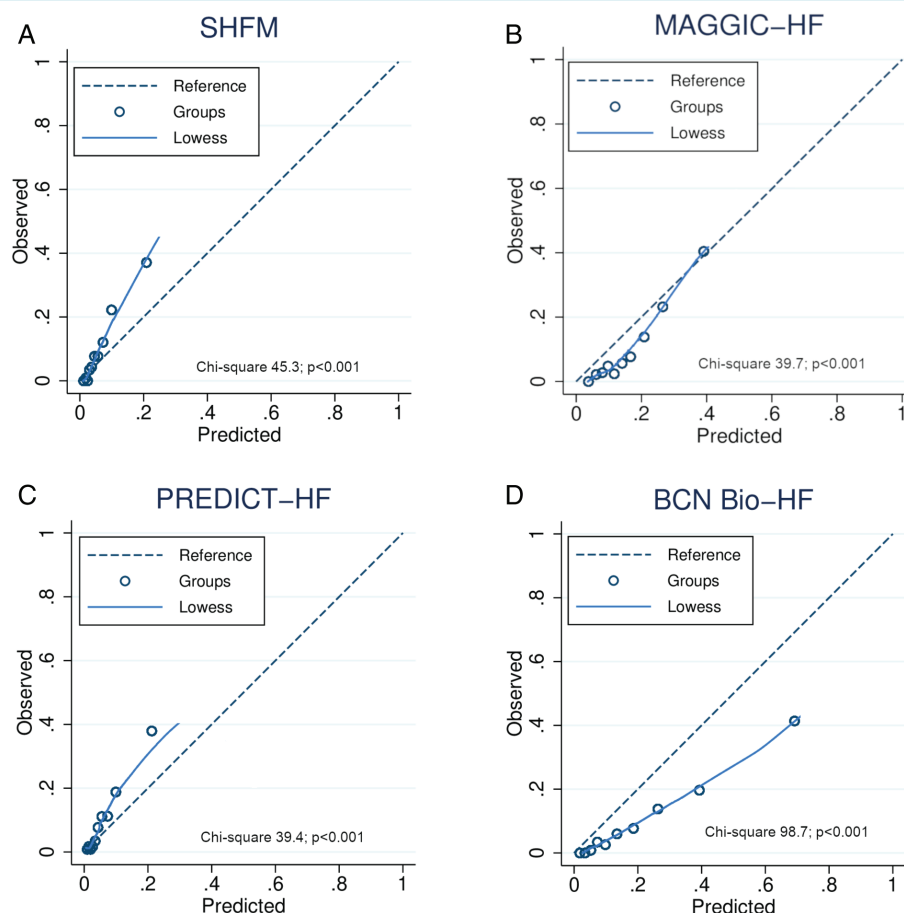 A
SHFM
Reference
Groups
Lowess
Observed
1
.8
.6
.4
.2
0
Chi-square 45.3; p<0.001
0 .2 .4 .6 .8 1
Predicted
B
MAGGIC–HF
Reference
Groups
Lowess
Observed
1
.8
.6
.4
.2
0
Chi-square 39.7; p<0.001
0 .2 .4 .6 .8 1
Predicted
C
PREDICT–HF
Reference
Groups
Lowess
Observed
1
.8
.6
.4
.2
0
Chi-square 39.4; p<0.001
0 .2 .4 .6 .8 1
Predicted
D
BCN Bio–HF
Reference
Groups
Lowess
Observed
1
.8
.6
.4
.2
0
Chi-square 98.7; p<0.001
0 .2 .4 .6 .8 1
Predicted